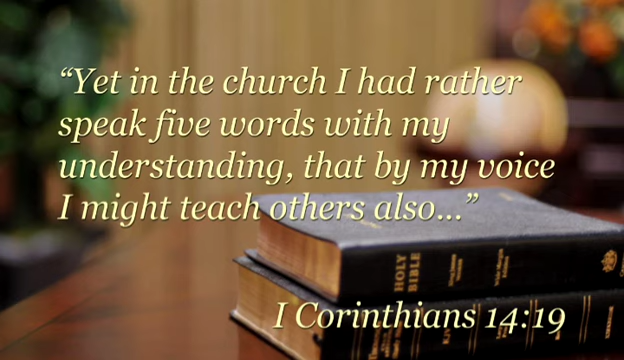 “Yet in the church I had rather
speak five words with my
understanding, that by my voice
I might teach others also...”
HOLY
BIBLE
I Corinthians 14:19